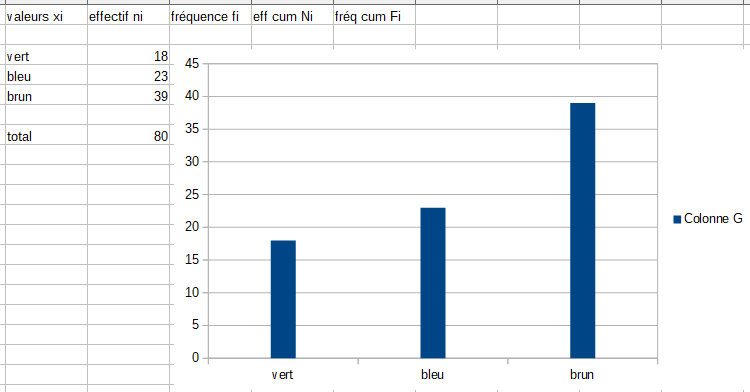 valeurs xi effectif ni fréquence fi eff cum Ni fréq cum Fi
vert 18
bleu 23
brun 39
total 80
45
40
35
30
25
20
15
10
5
0
vert bleu brun
Colonne G